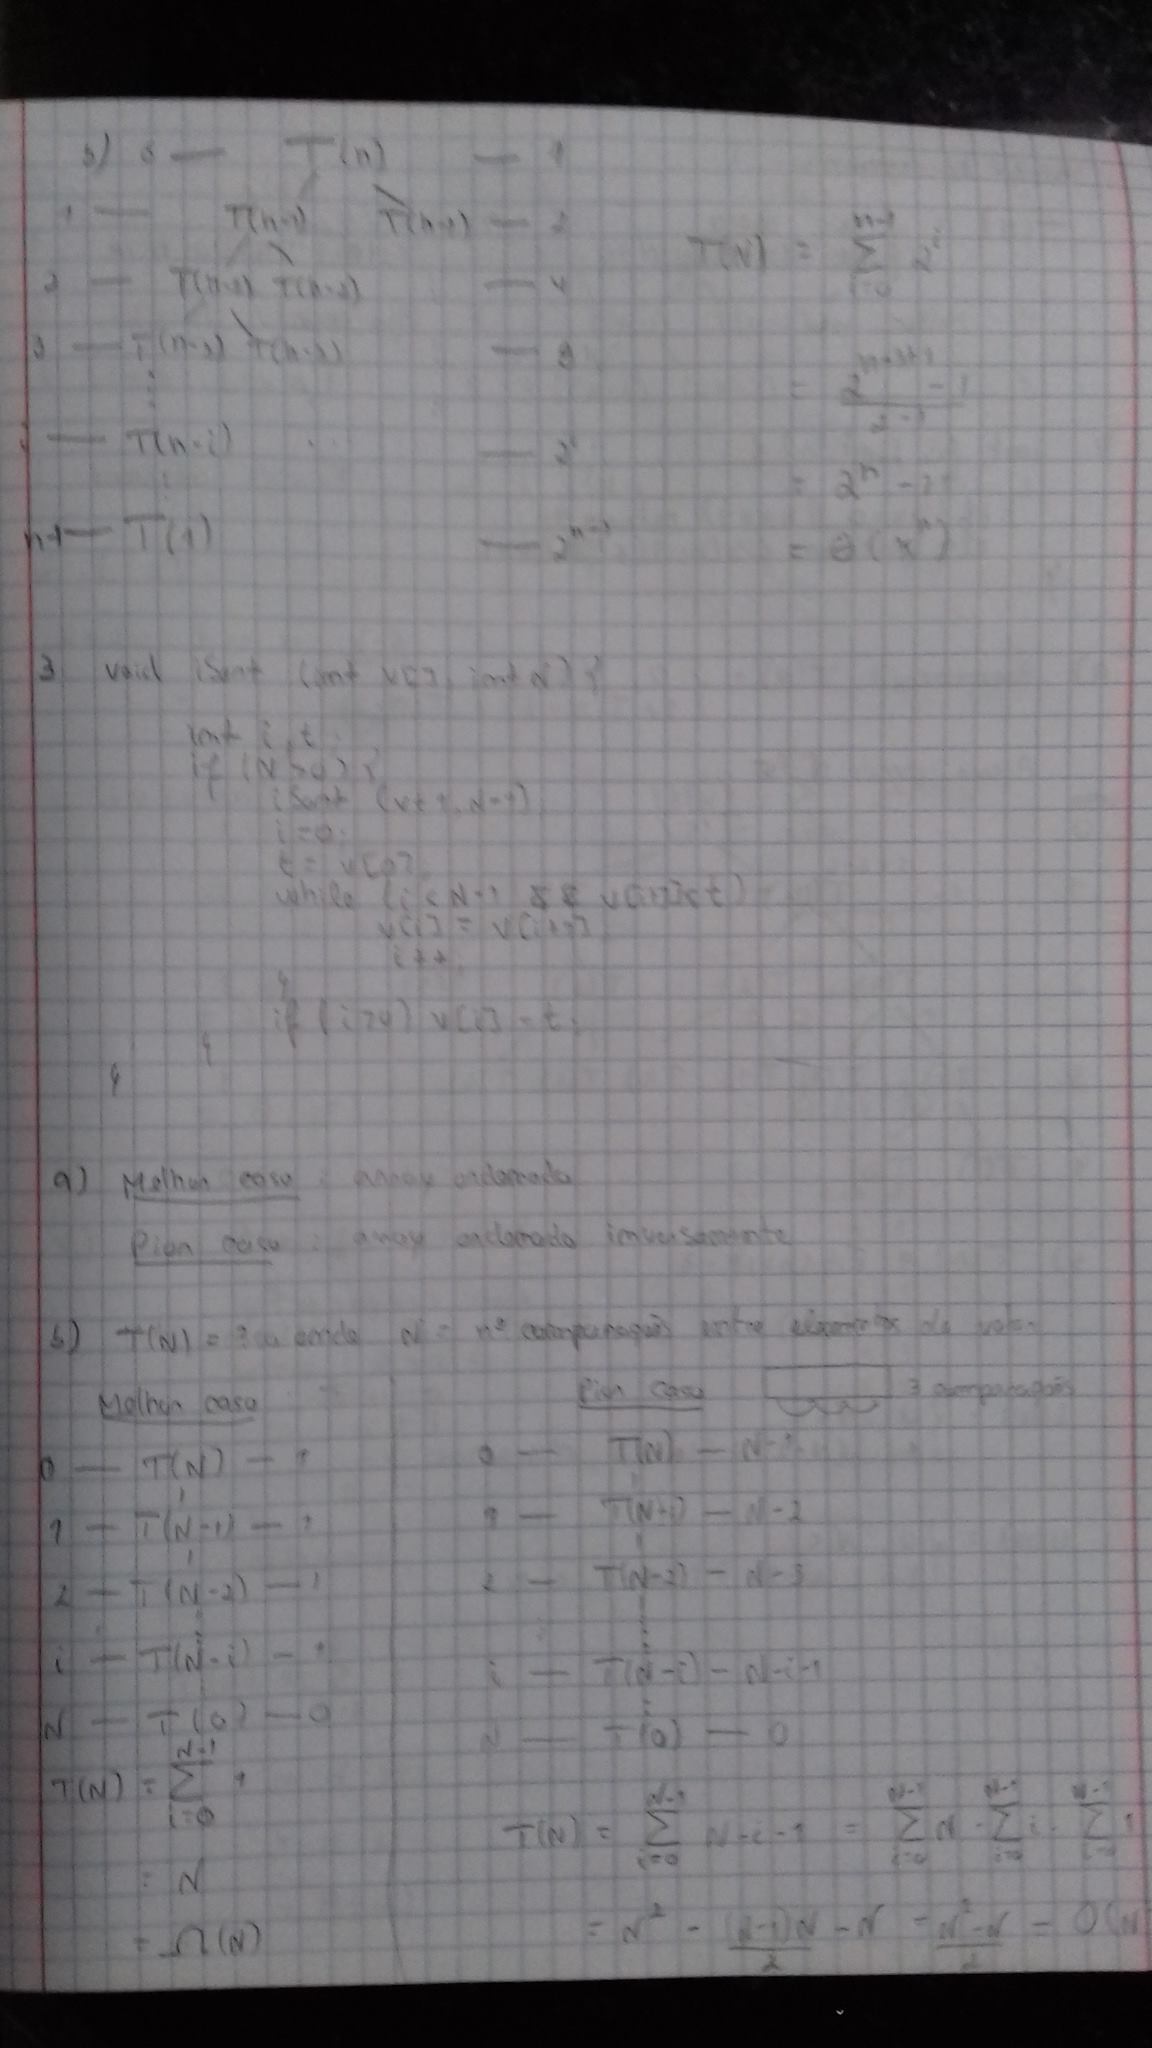 b) 0 — T(n) — 1
1 — T(n-1) T(n-1) — 2
2 — T(n-2) T(n-2) — 4
3 — T(n-3) T(n-3) — 8
i — T(n-i) ... — 2^i
n-1 — T(1) — 2^{n-1}
T(N) = \sum_{i=0}^{n-1} 2^i
= \frac{2^{n-1+1} - 1}{2-1}
= 2^n - 1
3 void iSort (int v[], int N) {
int i, t;
if (N>0) {
iSort (v+1, N-1)
i=0;
t = v[0];
while (i < N-1 && v[i+1]<t)
v[i] = v[i+1]
i++;
}
if (i>0) v[i] = t;
}
}
a) Melhor caso : array ordenado
Pior caso : array ordenado inversamente
b) T(N) = ? onde N = nº comparações entre elementos do
Melhor caso
0 — T(N) — 1
1 — T(N-1) — 1
2 — T(N-2) — 1
i — T(N-i) — 1
N — T(0) — 0
T(N) = \sum_{i=0}^{N-1} 1
= N
= Ω(N)
Pior caso 3 comparações
0 — T(N) — N-1
1 — T(N-1) — N-2
2 — T(N-2) — N-3
i — T(N-i) — N-i-1
N — T(0) — 0
T(N) = \sum_{i=0}^{N-1} N-i-1 = \sum_{i=0}^{N-1} N - \sum_{i=0}^{N-1} i - \sum_{i=0}^{N-1} 1
= N^2 - \frac{(N-1)N}{2} - N = \frac{N^2-N}{2} = O(N